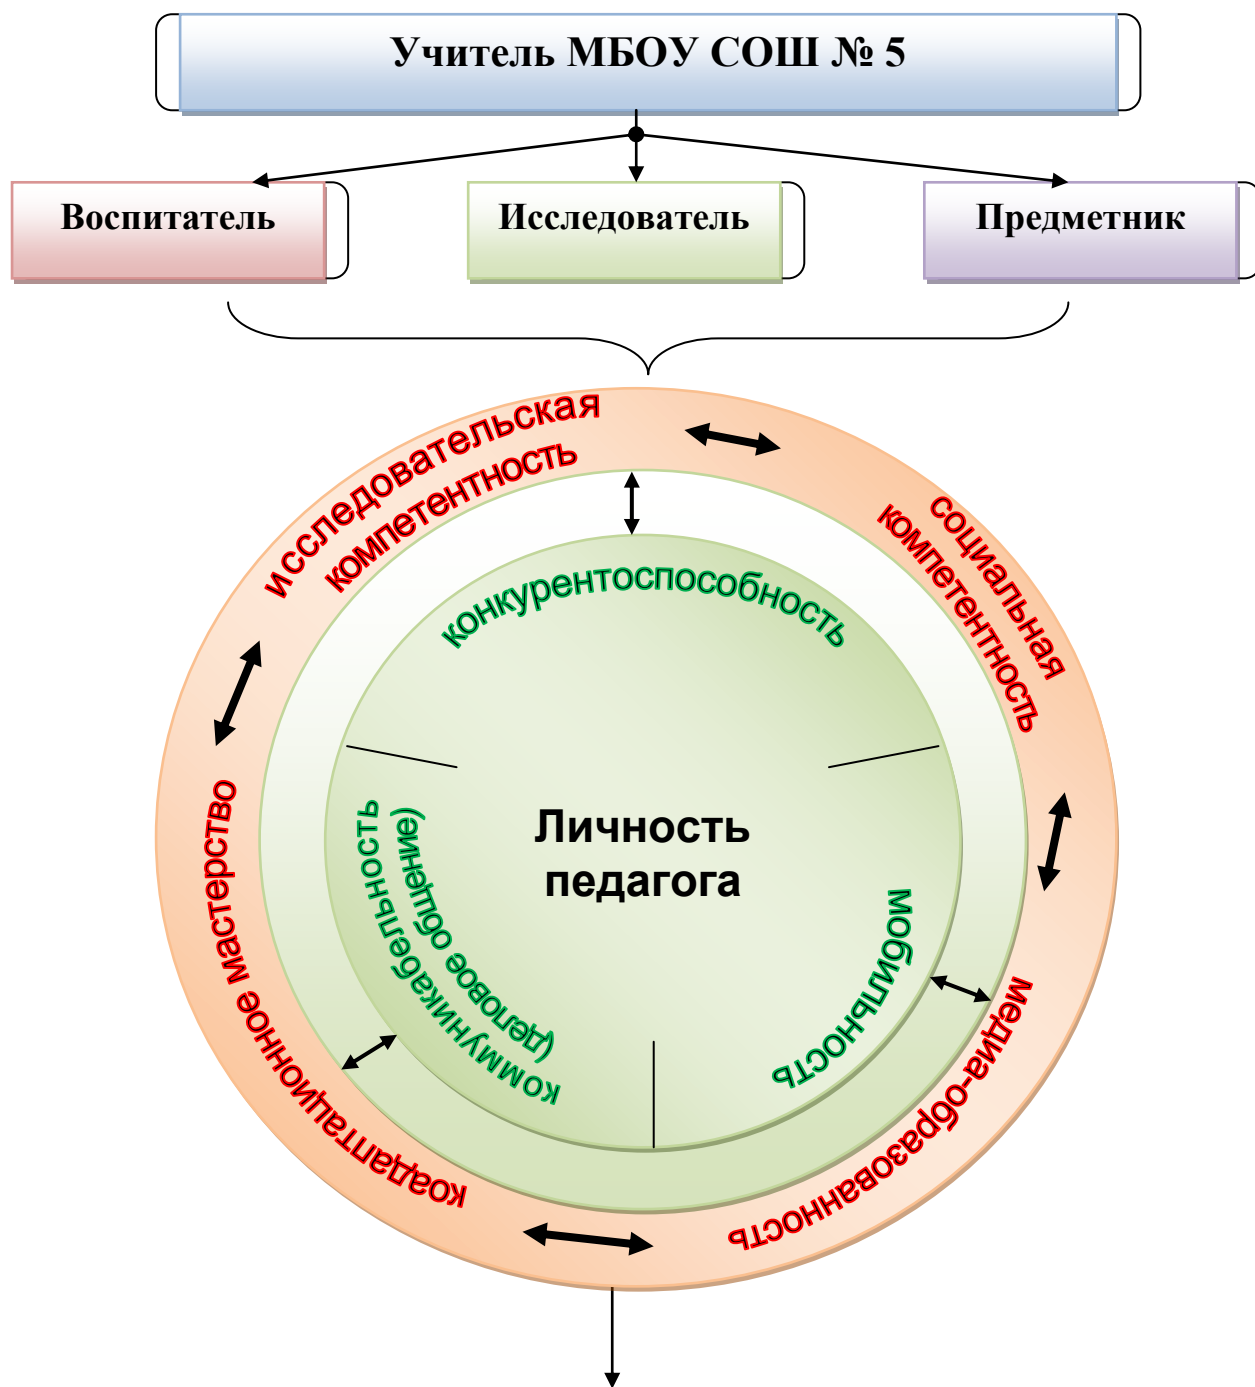 Учитель МБОУ СОШ № 5
Воспитатель
Исследователь
Предметник
исследовательская
компетентность
социальная
компетентность
конкурентоспособность
Личность
педагога
коммуникабельность
(деловое общение)
мобильность
коадаптационное мастерство
медиа-образованность